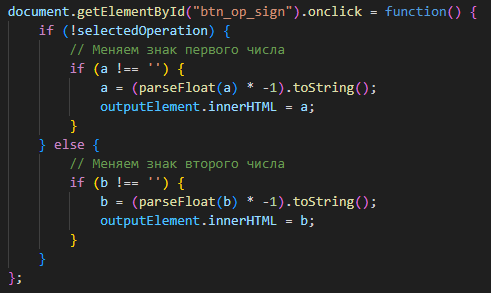 document.getElementById("btn_op_sign").onclick = function() {
    if (!selectedOperation) {
        // Меняем знак первого числа
        if (a !== '') {
            a = (parseFloat(a) * -1).toString();
            outputElement.innerHTML = a;
        }
    } else {
        // Меняем знак второго числа
        if (b !== '') {
            b = (parseFloat(b) * -1).toString();
            outputElement.innerHTML = b;
        }
    }
};